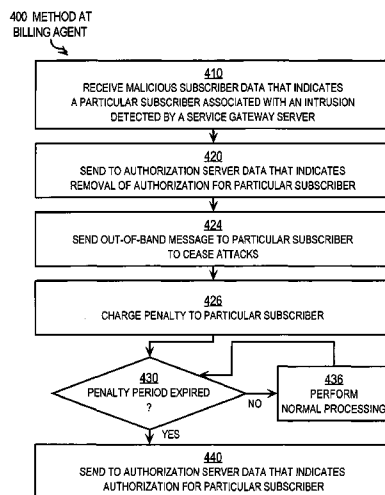 400 METHOD AT
BILLING AGENT
410
RECEIVE MALICIOUS SUBSCRIBER DATA THAT INDICATES
A PARTICULAR SUBSCRIBER ASSOCIATED WITH AN INTRUSION
DETECTED BY A SERVICE GATEWAY SERVER
420
SEND TO AUTHORIZATION SERVER DATA THAT INDICATES
REMOVAL OF AUTHORIZATION FOR PARTICULAR SUBSCRIBER
424
SEND OUT-OF-BAND MESSAGE TO PARTICULAR SUBSCRIBER
TO CEASE ATTACKS
426
CHARGE PENALTY TO PARTICULAR SUBSCRIBER
430
PENALTY PERIOD EXPIRED
?
NO
436
PERFORM
NORMAL PROCESSING
YES
440
SEND TO AUTHORIZATION SERVER DATA THAT INDICATES
AUTHORIZATION FOR PARTICULAR SUBSCRIBER